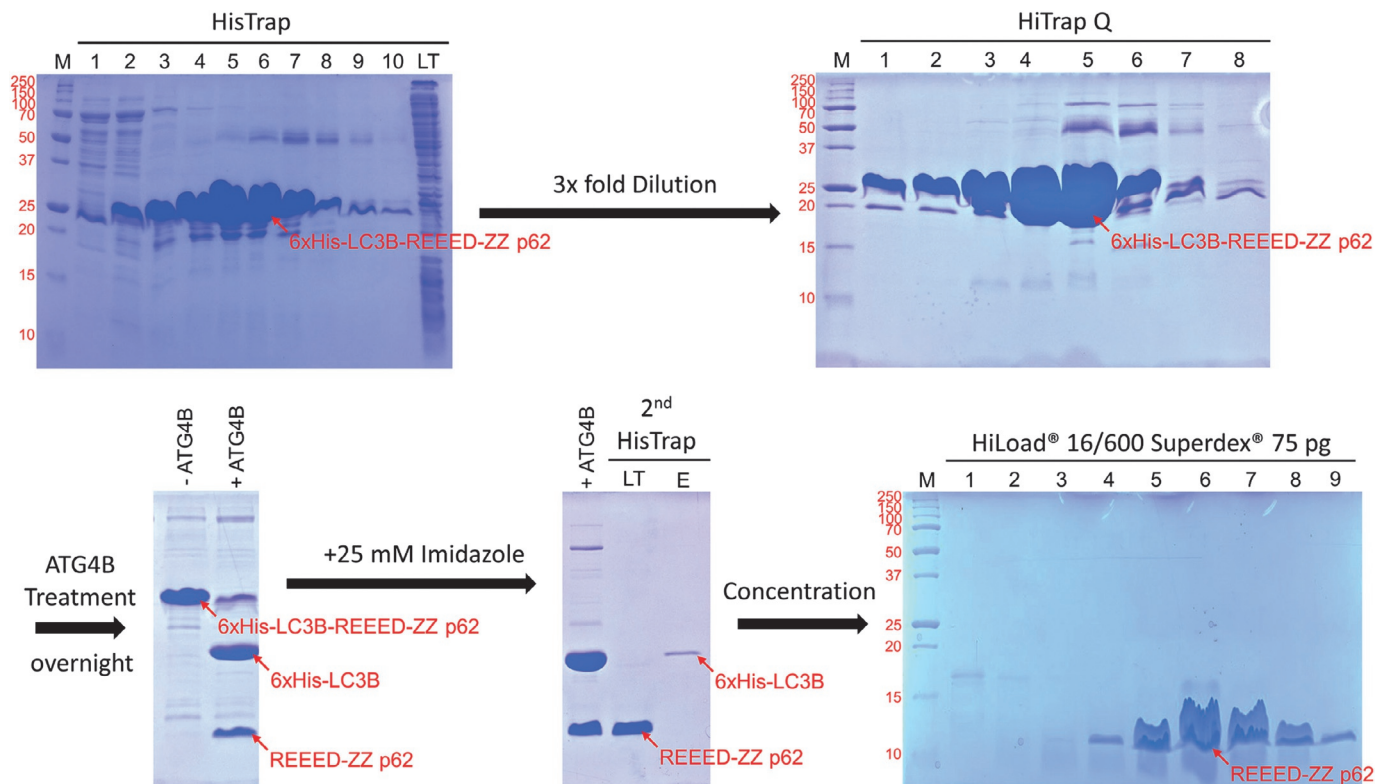 HisTrap
M 1 2 3 4 5 6 7 8 9 10 LT
250
150
100
70
50
37
25
20
15
10
6xHis-LC3B-REEED-ZZ p62
3x fold Dilution
HiTrap Q
M 1 2 3 4 5 6 7 8
250
150
100
70
50
37
25
20
15
10
6xHis-LC3B-REEED-ZZ p62
ATG4B
Treatment
overnight
- ATG4B
+ ATG4B
6xHis-LC3B-REEED-ZZ p62
6xHis-LC3B
REEED-ZZ p62
+25 mM Imidazole
+ ATG4B
2nd
HisTrap
LT E
6xHis-LC3B
REEED-ZZ p62
Concentration
HiLoad® 16/600 Superdex® 75 pg
M 1 2 3 4 5 6 7 8 9
250
150
100
70
50
37
25
20
15
10
REEED-ZZ p62